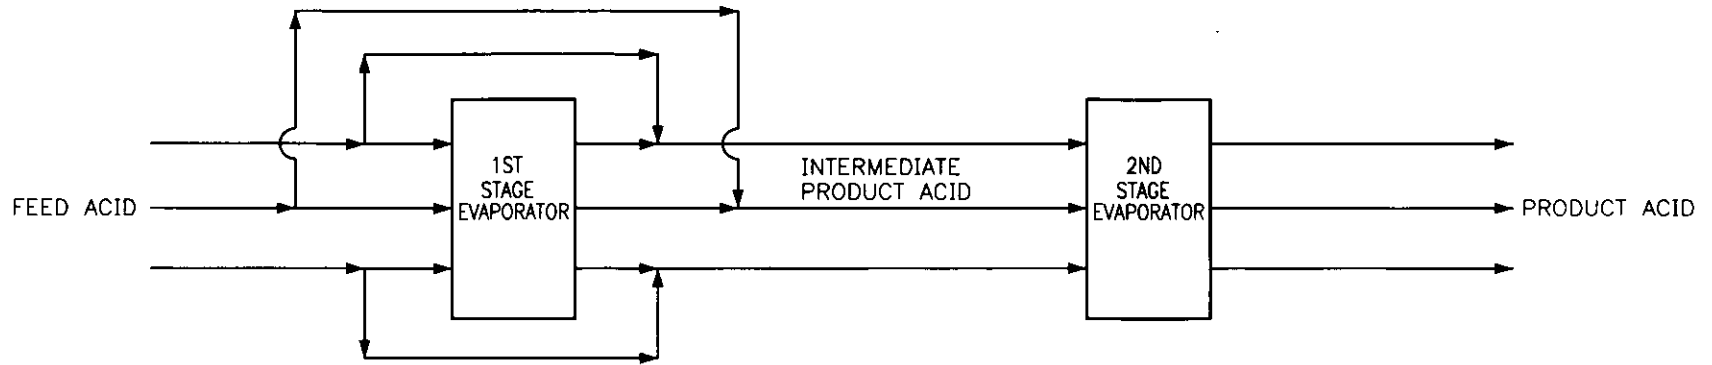 FEED ACID
1ST
STAGE
EVAPORATOR
INTERMEDIATE
PRODUCT ACID
2ND
STAGE
EVAPORATOR
PRODUCT ACID